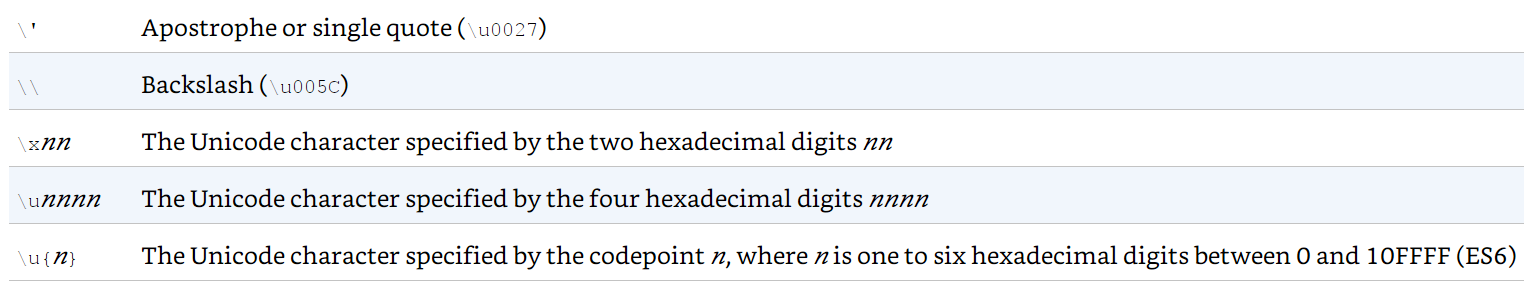 \' Apostrophe or single quote (\u0027)
\\ Backslash (\u005C)
\xnn The Unicode character specified by the two hexadecimal digits nn
\unnnn The Unicode character specified by the four hexadecimal digits nnnn
\u{n} The Unicode character specified by the codepoint n, where n is one to six hexadecimal digits between 0 and 10FFFF (ES6)